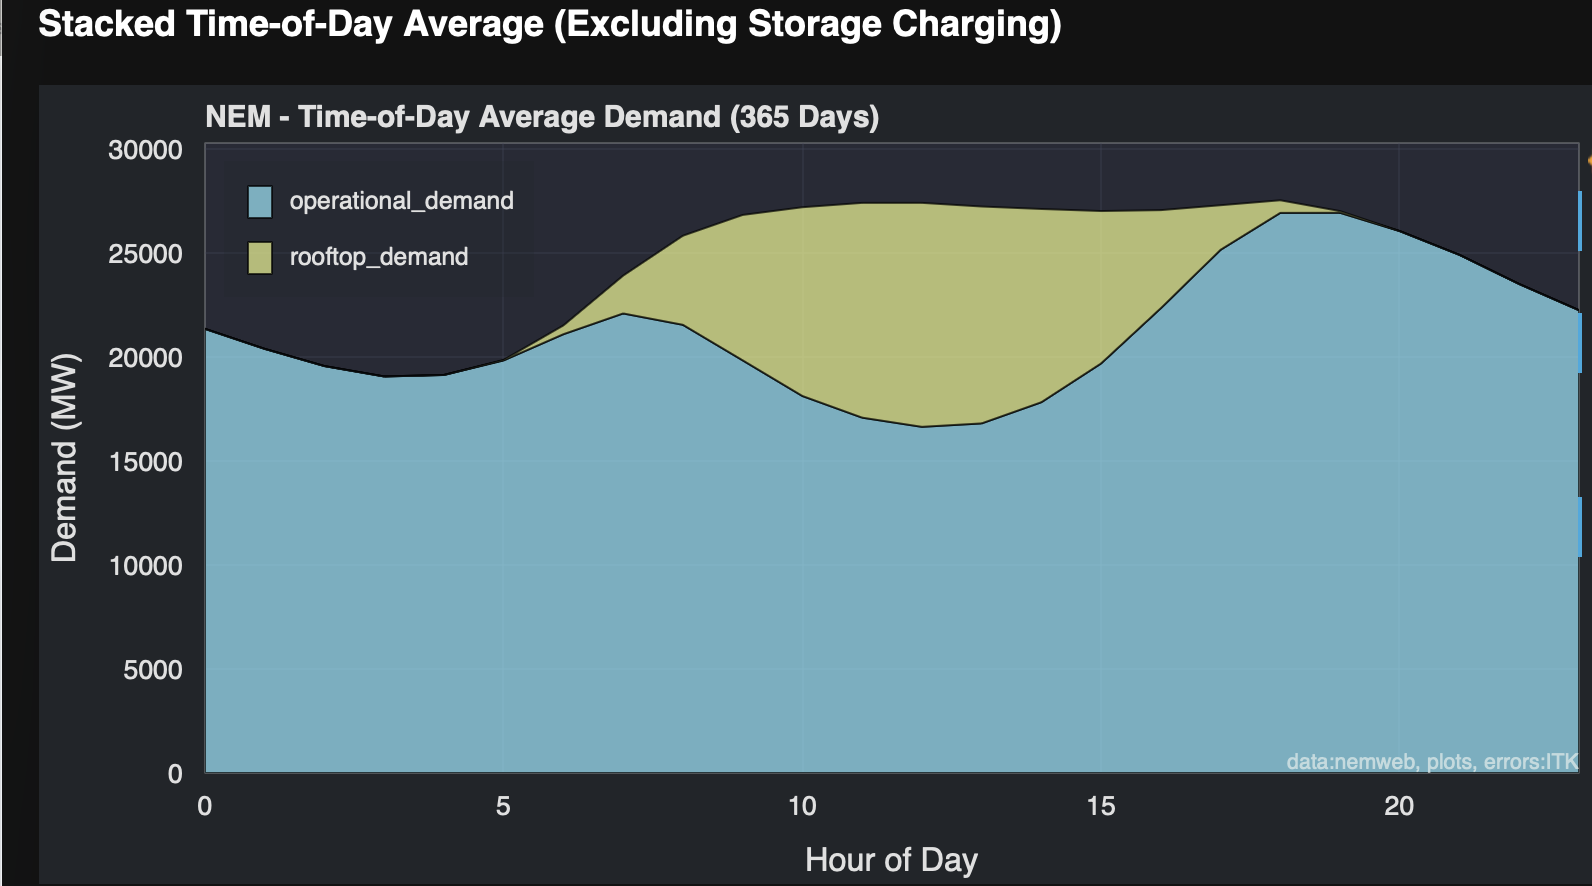 Stacked Time-of-Day Average (Excluding Storage Charging)
NEM - Time-of-Day Average Demand (365 Days)
30000
25000
20000
15000
10000
5000
0
Demand (MW)
operational_demand
rooftop_demand
data:nemweb, plots, errors:ITK
0 5 10 15 20
Hour of Day